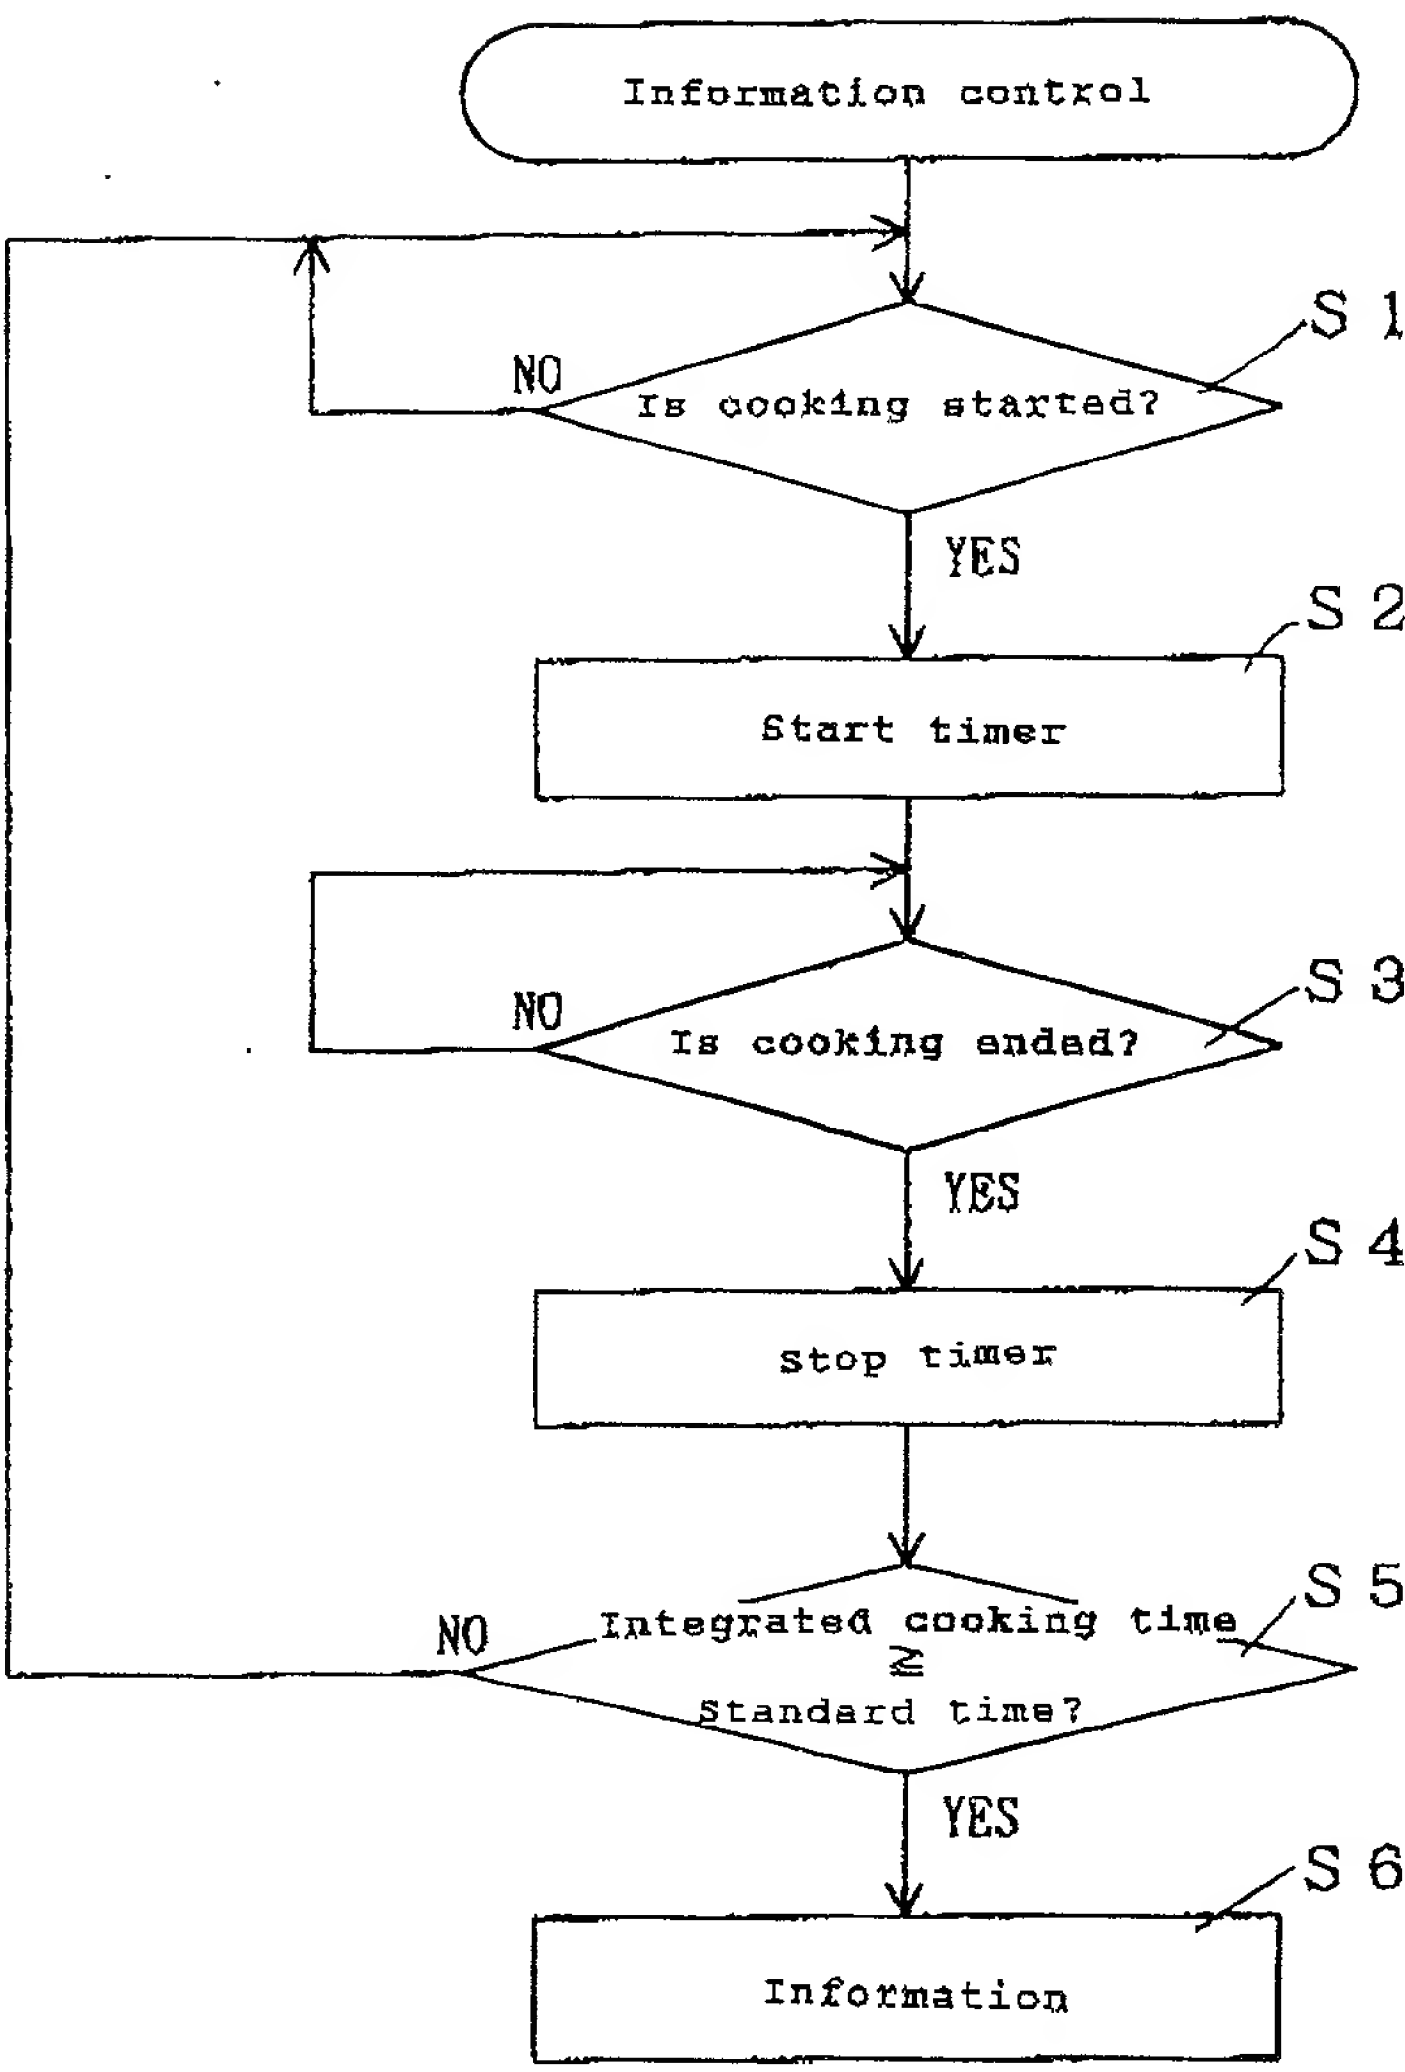 Information control
S 1
NO
Is cooking started?
YES
S 2
Start timer
S 3
NO
Is cooking ended?
YES
S 4
Stop timer
S 5
NO
Integrated cooking time
≧
Standard time?
YES
S 6
Information